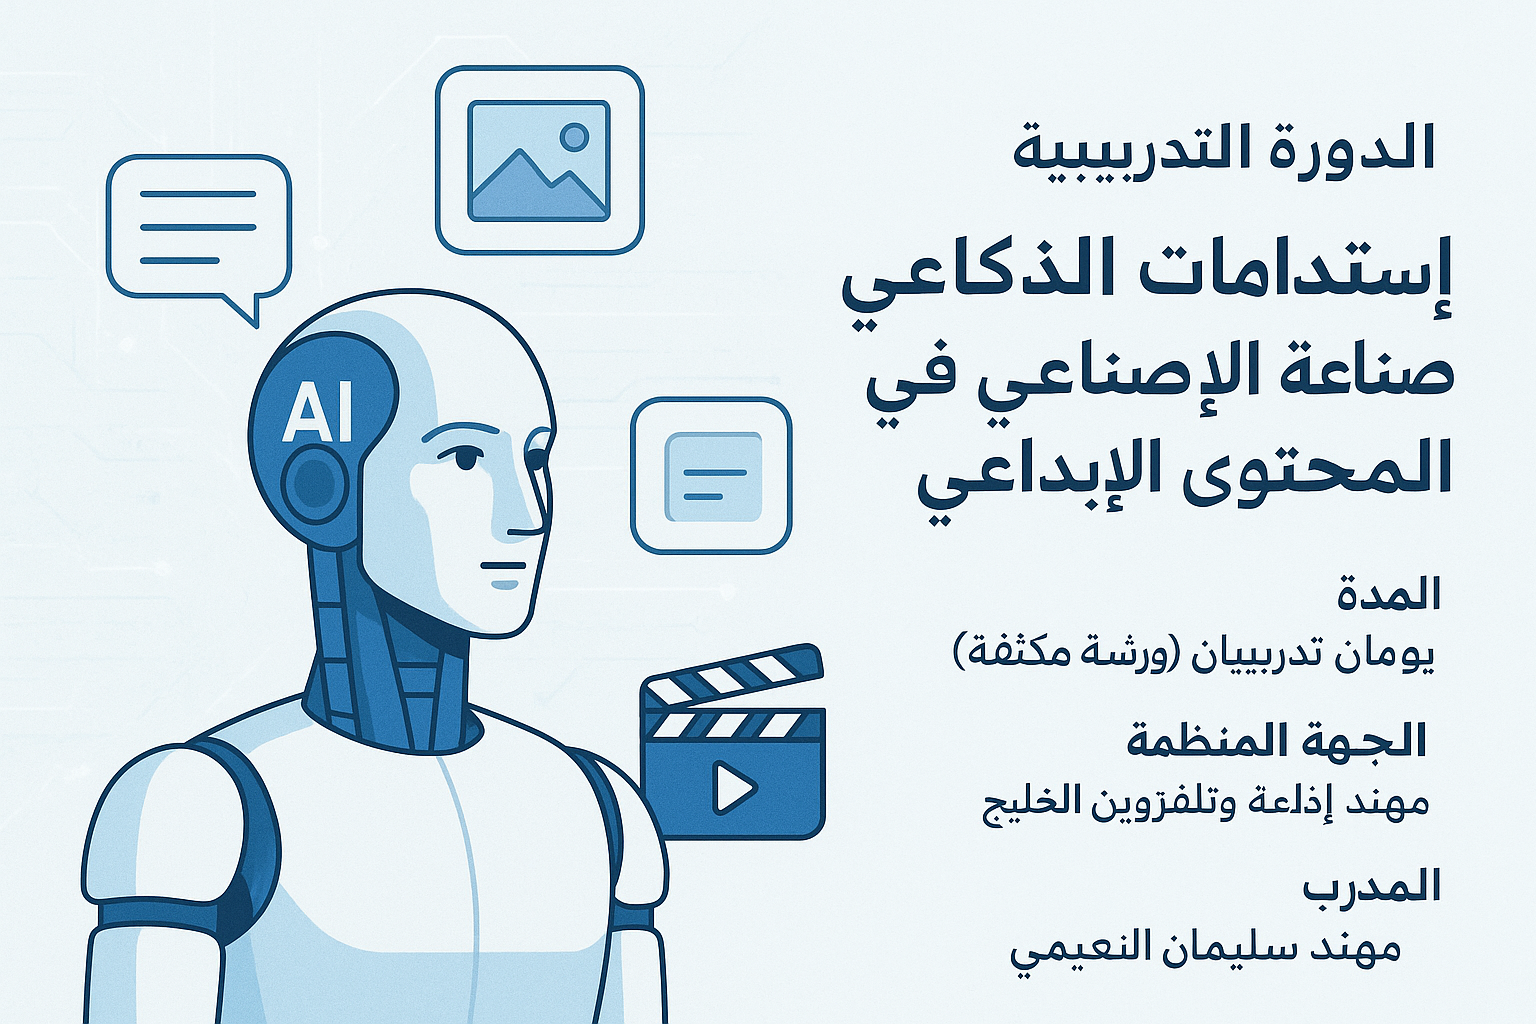 الدورة التدربيبية
إستدامات الذكاعي
صناعة الإصناعي في
المحتوى الإبداعي
المدة
يومان تدربييان (ورشة مكثفة)
الجهة المنظمة
مهند إذاعة وتلفزوين الخليج
المدرب
مهند سليمان النعيمي
AI